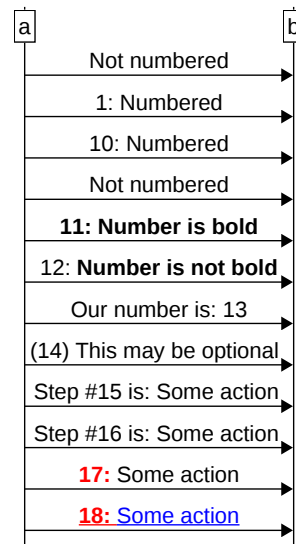 a b
Not numbered
1: Numbered
10: Numbered
Not numbered
11: Number is bold
12: Number is not bold
Our number is: 13
(14) This may be optional
Step #15 is: Some action
Step #16 is: Some action
17: Some action
18: Some action